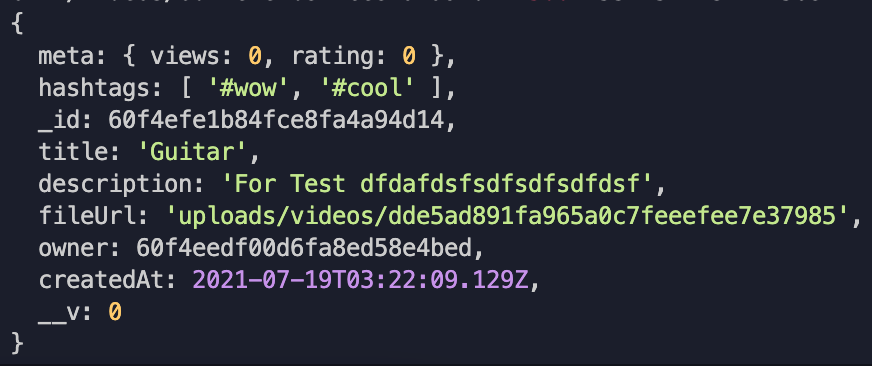 {
meta: { views: 0, rating: 0 },
hashtags: [ '#wow', '#cool' ],
_id: 60f4efe1b84fce8fa4a94d14,
title: 'Guitar',
description: 'For Test dfdafdsfsdfsdfsdfdsf',
fileUrl: 'uploads/videos/dde5ad891fa965a0c7feeefee7e37985',
owner: 60f4eedf00d6fa8ed58e4bed,
createdAt: 2021-07-19T03:22:09.129Z,
__v: 0
}